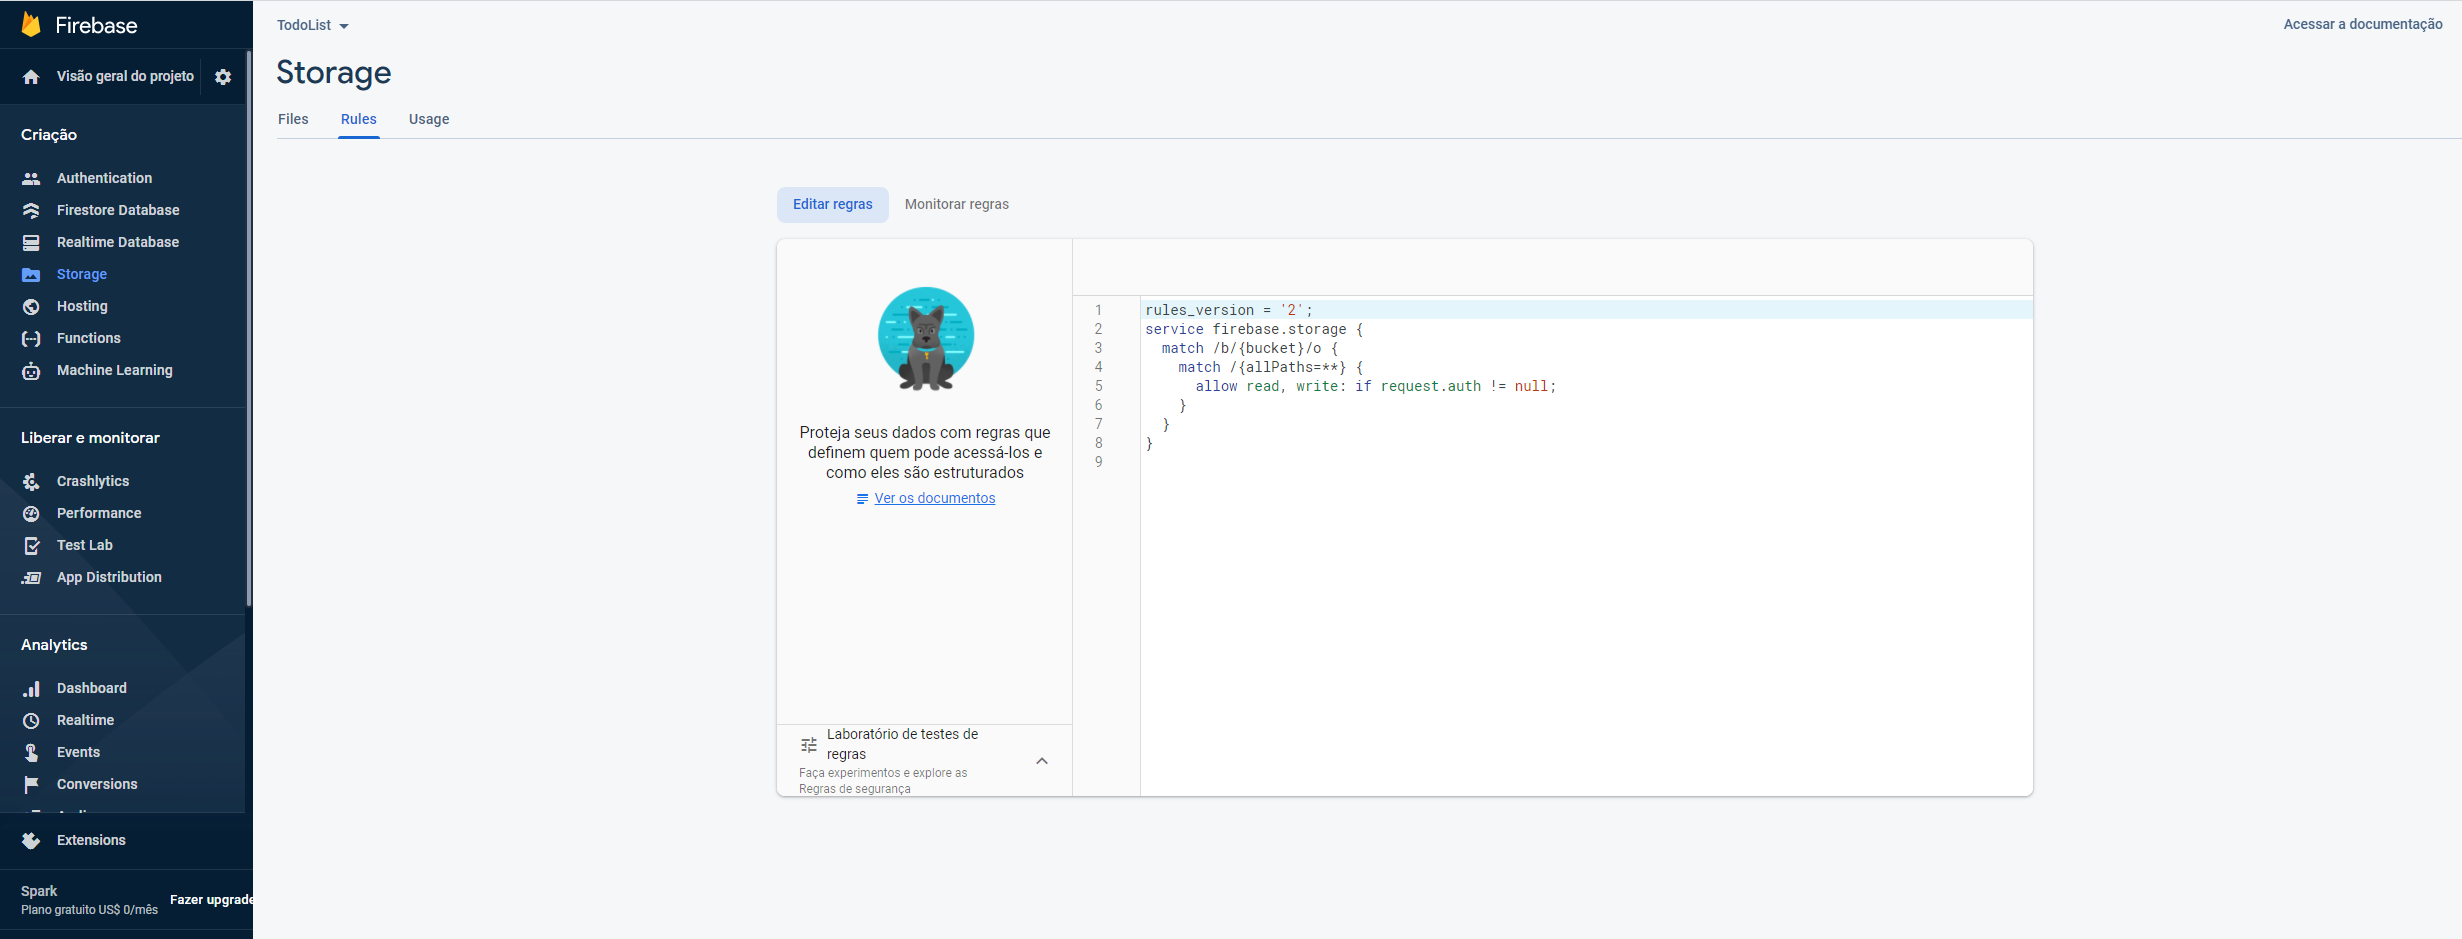 Firebase
Visão geral do projeto
Criação
Authentication
Firestore Database
Realtime Database
Storage
Hosting
Functions
Machine Learning
Liberar e monitorar
Crashlytics
Performance
Test Lab
App Distribution
Analytics
Dashboard
Realtime
Events
Conversions
Extensions
Spark
Plano gratuito US$ 0/mês
Fazer upgrade
TodoList
Acessar a documentação
Storage
Files Rules Usage
Editar regras Monitorar regras
Proteja seus dados com regras que
definem quem pode acessá-los e
como eles são estruturados
Ver os documentos
Laboratório de testes de
regras
Faça experimentos e explore as
Regras de segurança
1 rules_version = '2';
2 service firebase.storage {
3 match /b/{bucket}/o {
4 match /{allPaths=**} {
5 allow read, write: if request.auth != null;
6 }
7 }
8 }
9